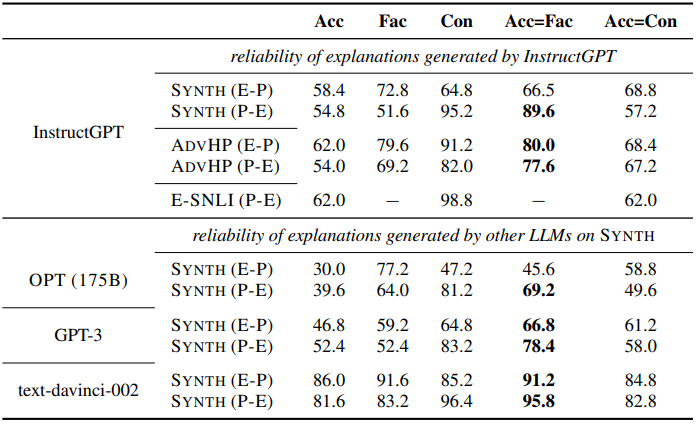 Acc Fac Con Acc=Fac Acc=Con
reliability of explanations generated by InstructGPT
InstructGPT
SYNTH (E-P) 58.4 72.8 64.8 66.5 68.8
SYNTH (P-E) 54.8 51.6 95.2 89.6 57.2
ADVHP (E-P) 62.0 79.6 91.2 80.0 68.4
ADVHP (P-E) 54.0 69.2 82.0 77.6 67.2
E-SNLI (P-E) 62.0 – 98.8 – 62.0
reliability of explanations generated by other LLMs on SYNTH
OPT (175B)
SYNTH (E-P) 30.0 77.2 47.2 45.6 58.8
SYNTH (P-E) 39.6 64.0 81.2 69.2 49.6
GPT-3
SYNTH (E-P) 46.8 59.2 64.8 66.8 61.2
SYNTH (P-E) 52.4 52.4 83.2 78.4 58.0
text-davinci-002
SYNTH (E-P) 86.0 91.6 85.2 91.2 84.8
SYNTH (P-E) 81.6 83.2 96.4 95.8 82.8